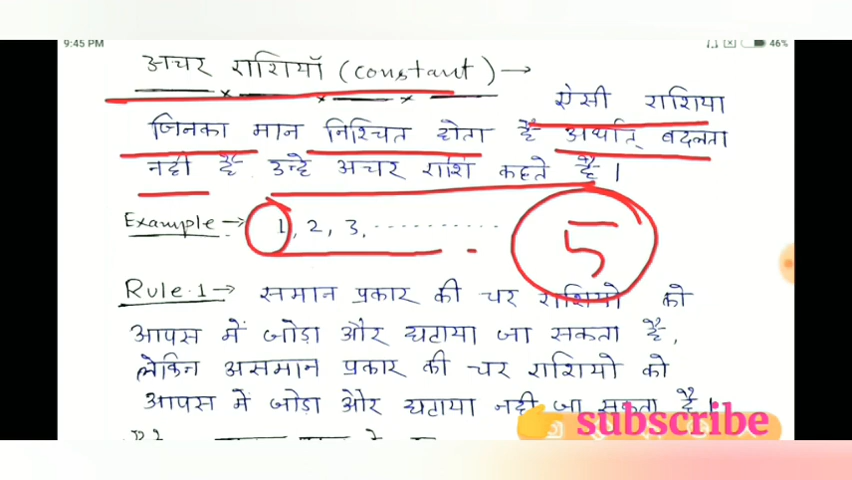 9:45 PM 46%
अचर राशियाँ (constant) →
ऐसी राशिया
जिनका मान निश्चित होता है अर्थात् बदलता
नही है उन्हे अचर राशि कहते है।
Example → 1, 2, 3, ........... 5
Rule.1 → समान प्रकार की चर राशियो को
आपस में जोड़ा और घटाया जा सकता है,
लेकिन असमान प्रकार की चर राशियो को
आपस में जोड़ा और घटाया नही जा सकता है।
subscribe